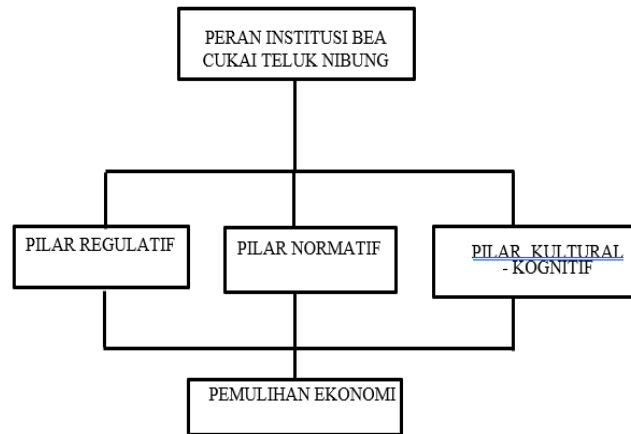 PERAN INSTITUSI BEA
CUKAI TELUK NIBUNG
PILAR REGULATIF
PILAR NORMATIF
PILAR KULTURAL
- KOGNITIF
PEMULIHAN EKONOMI